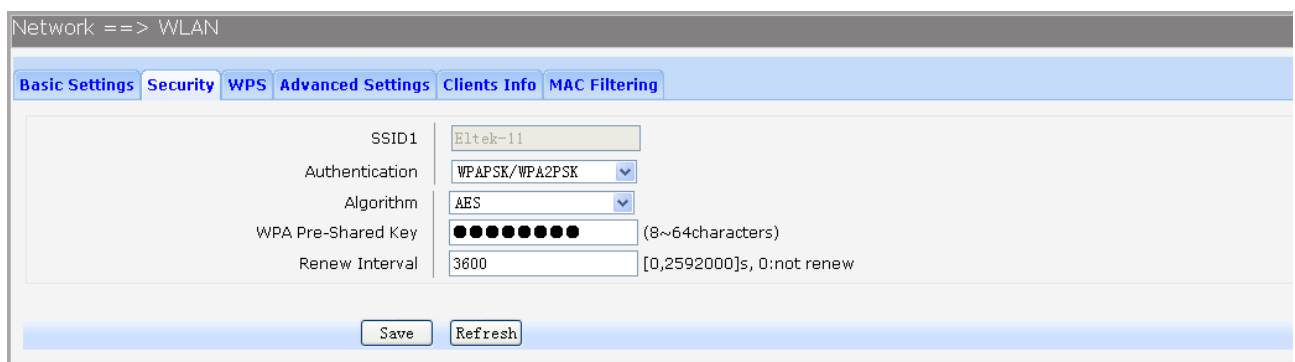 Network ==> WLAN
Basic Settings Security WPS Advanced Settings Clients Info MAC Filtering
SSID1 Eltek-11
Authentication WPAPSK/WPA2PSK
Algorithm AES
WPA Pre-Shared Key ●●●●●●●● (8~64characters)
Renew Interval 3600 [0,2592000]s, 0:not renew
Save Refresh